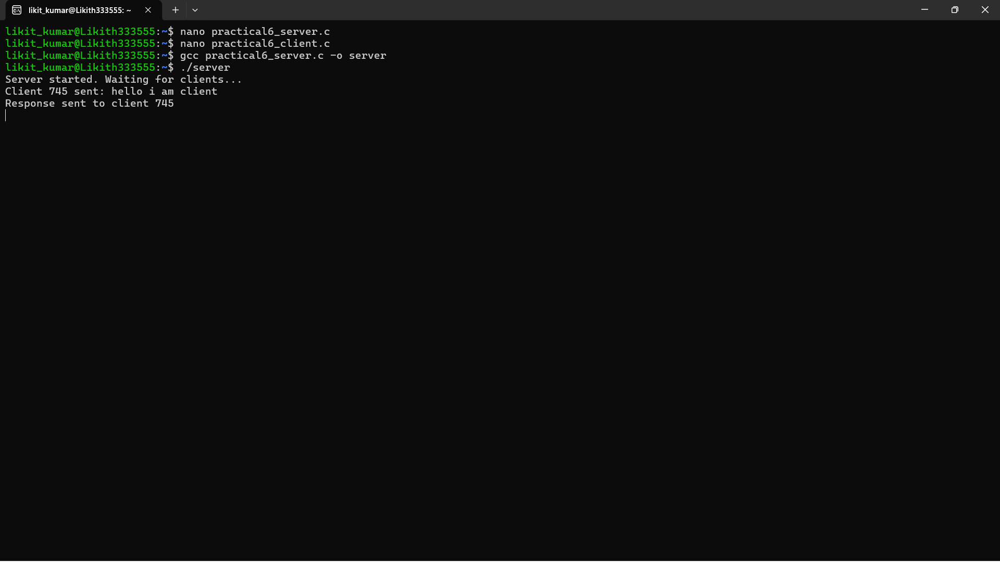 likit_kumar@Likith333555: ~
likit_kumar@Likith333555:~$ nano practical6_server.c
likit_kumar@Likith333555:~$ nano practical6_client.c
likit_kumar@Likith333555:~$ gcc practical6_server.c -o server
likit_kumar@Likith333555:~$ ./server
Server started. Waiting for clients...
Client 745 sent: hello i am client
Response sent to client 745